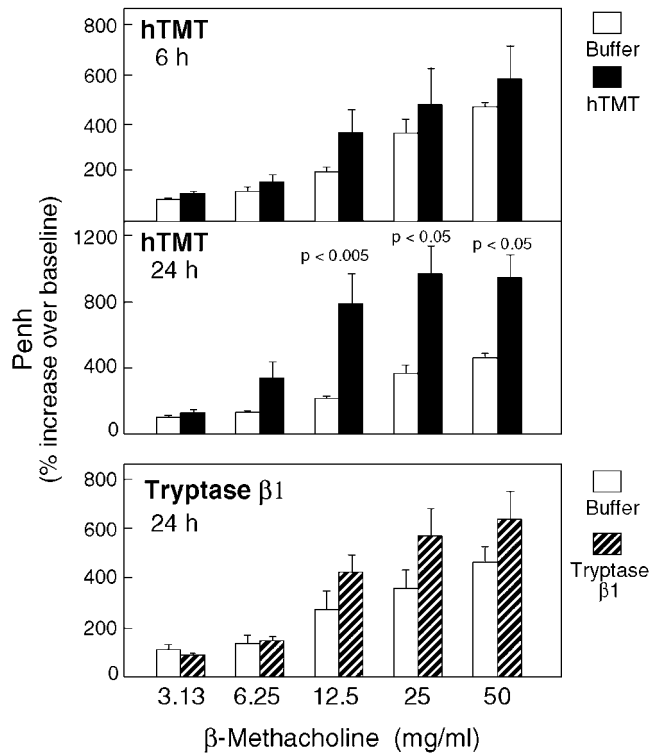 hTMT
6 h
800
600
400
200
Buffer
hTMT
hTMT
24 h
1200
800
400
0
p < 0.005
p < 0.05
p < 0.05
Penh
(% increase over baseline)
Tryptase β1
24 h
800
600
400
200
0
Buffer
Tryptase
β1
3.13 6.25 12.5 25 50
β-Methacholine (mg/ml)